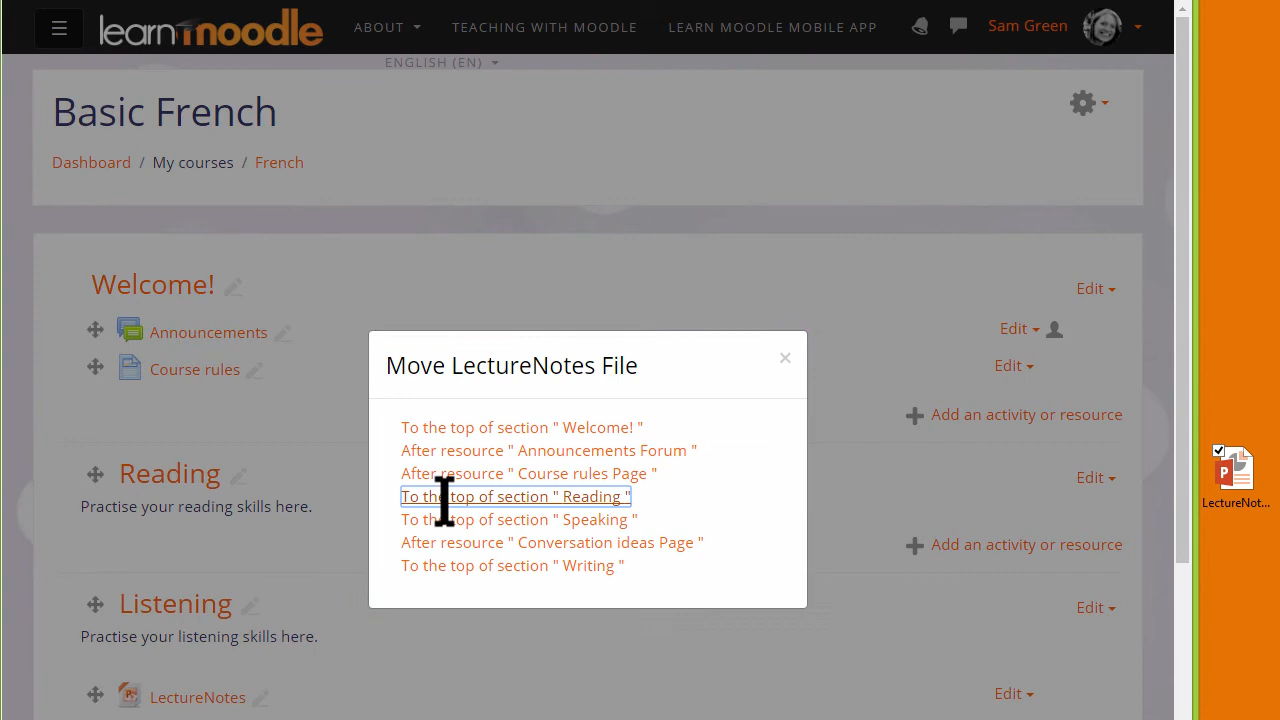 learn moodle ABOUT TEACHING WITH MOODLE LEARN MOODLE MOBILE APP Sam Green
ENGLISH (EN)
Basic French
Dashboard / My courses / French
Welcome! Edit
Announcements Edit
Course rules Edit
Add an activity or resource
Reading Edit
Practise your reading skills here.
Add an activity or resource
Listening Edit
Practise your listening skills here.
LectureNotes Edit
Move LectureNotes File ×
To the top of section " Welcome! "
After resource " Announcements Forum "
After resource " Course rules Page "
To the top of section " Reading "
To the top of section " Speaking "
After resource " Conversation ideas Page "
To the top of section " Writing "
P
LectureNot...